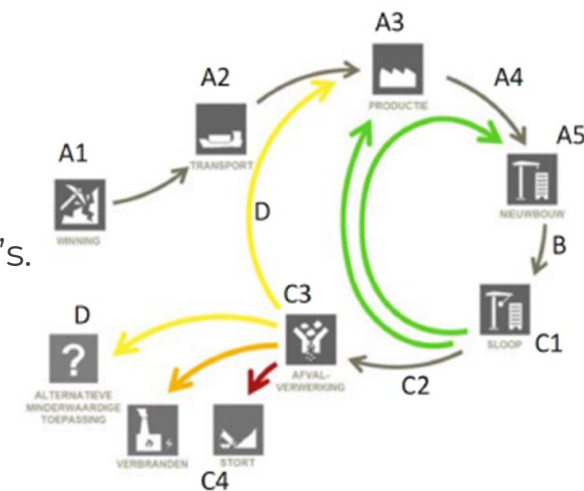 A3
A2
A4
PRODUCTIE
A1
TRANSPORT
A5
WINNING
NIEUWBOUW
D
B
's.
C3
D
SLOOP
C1
AFVAL-
VERWERKING
C2
ALTERNATIEVE
MINDERWAARDIGE
TOEPASSING
VERBRANDEN
STORT
C4